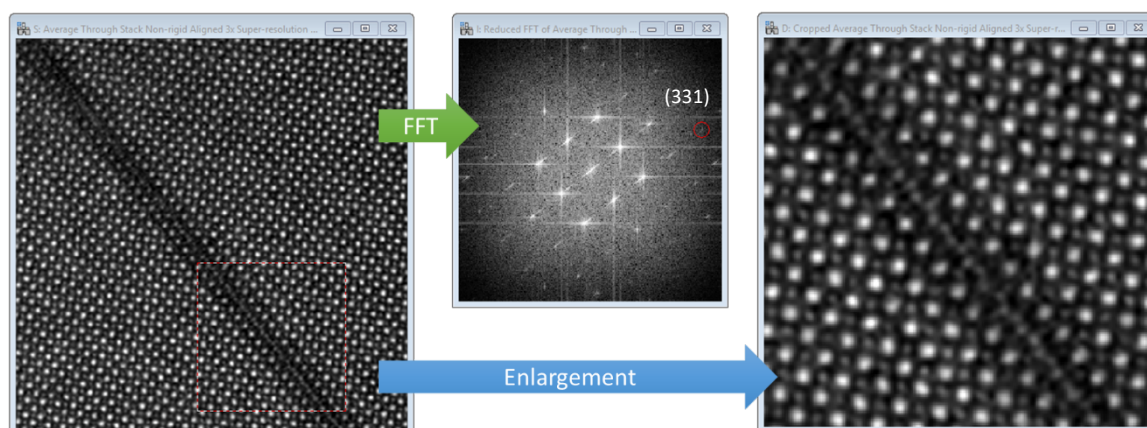 S: Average Through Stack Non-rigid Aligned 3x Super-resolution ...
I: Reduced FFT of Average Through ...
D: Cropped Average Through Stack Non-rigid Aligned 3x Super-r...
(331)
FFT
Enlargement